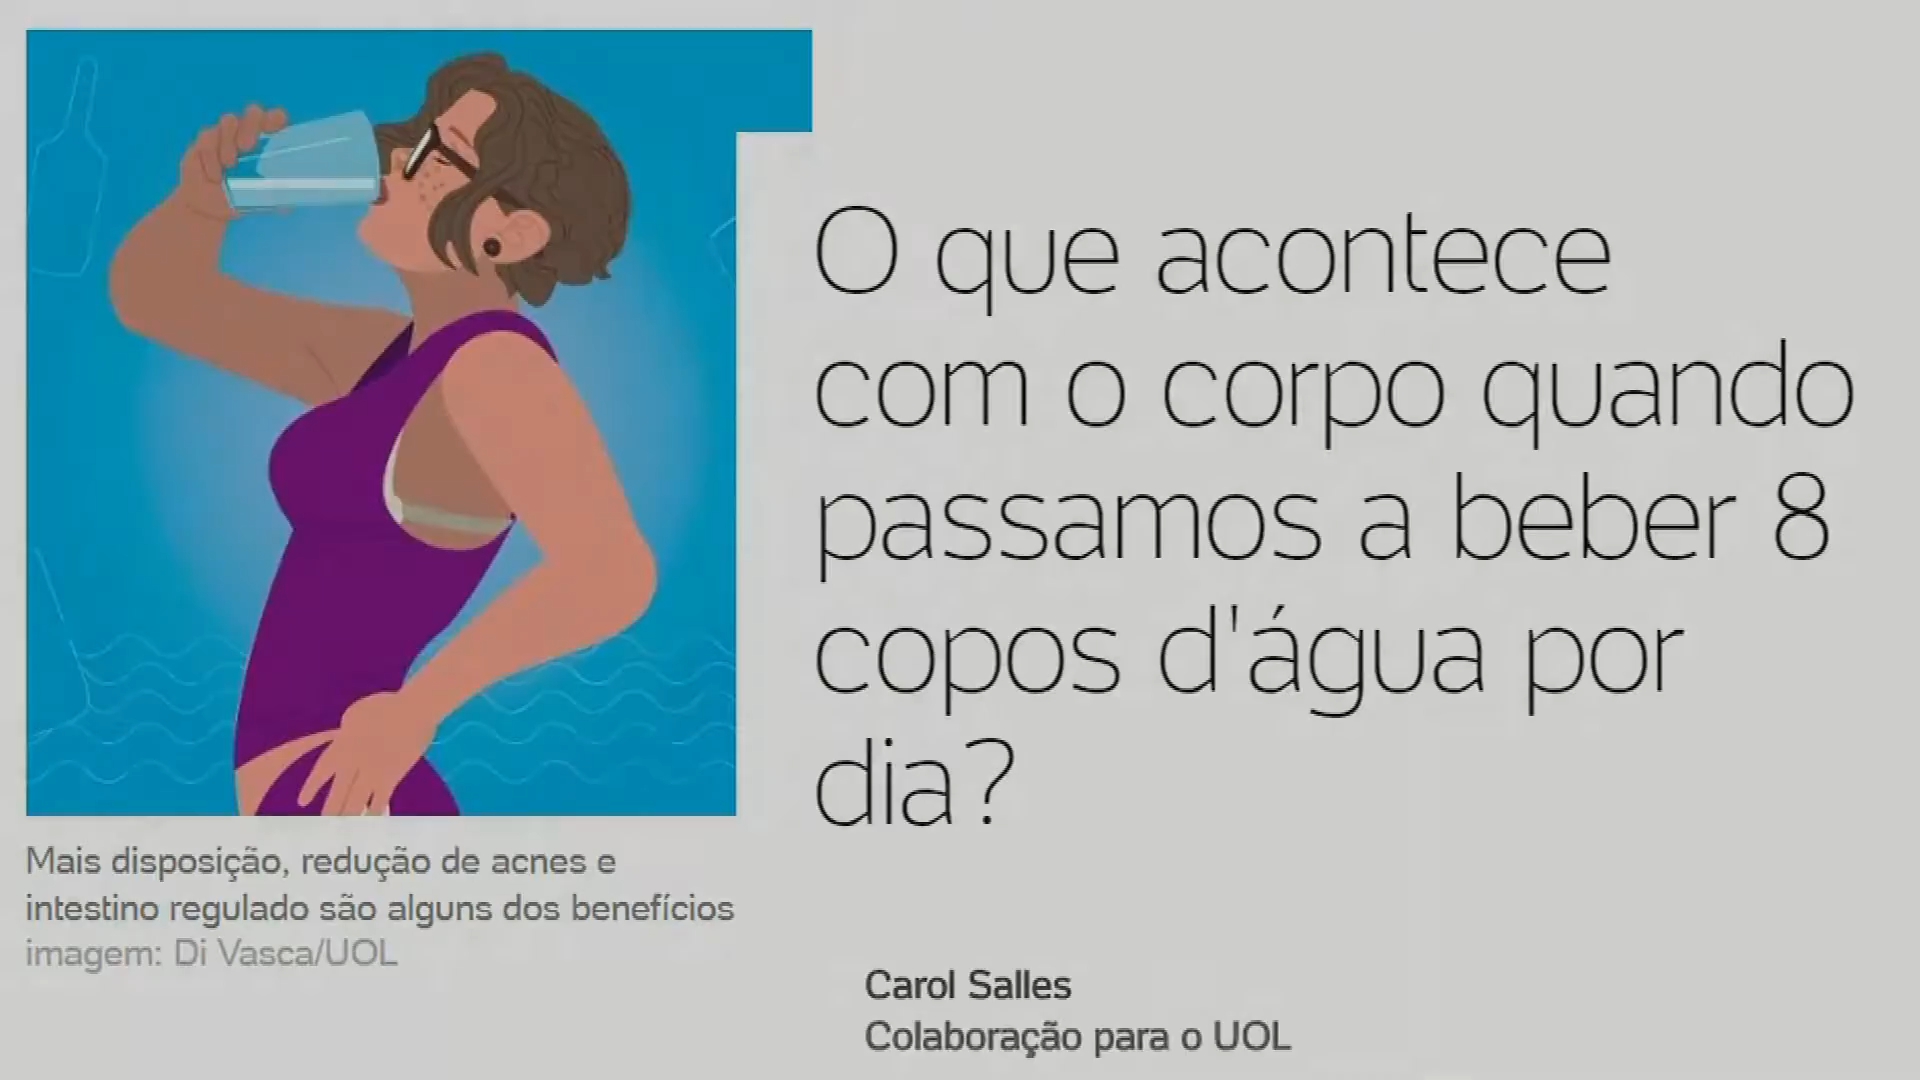 O que acontece
com o corpo quando
passamos a beber 8
copos d'água por
dia?
Mais disposição, redução de acnes e
intestino regulado são alguns dos benefícios
imagem: Di Vasca/UOL
Carol Salles
Colaboração para o UOL